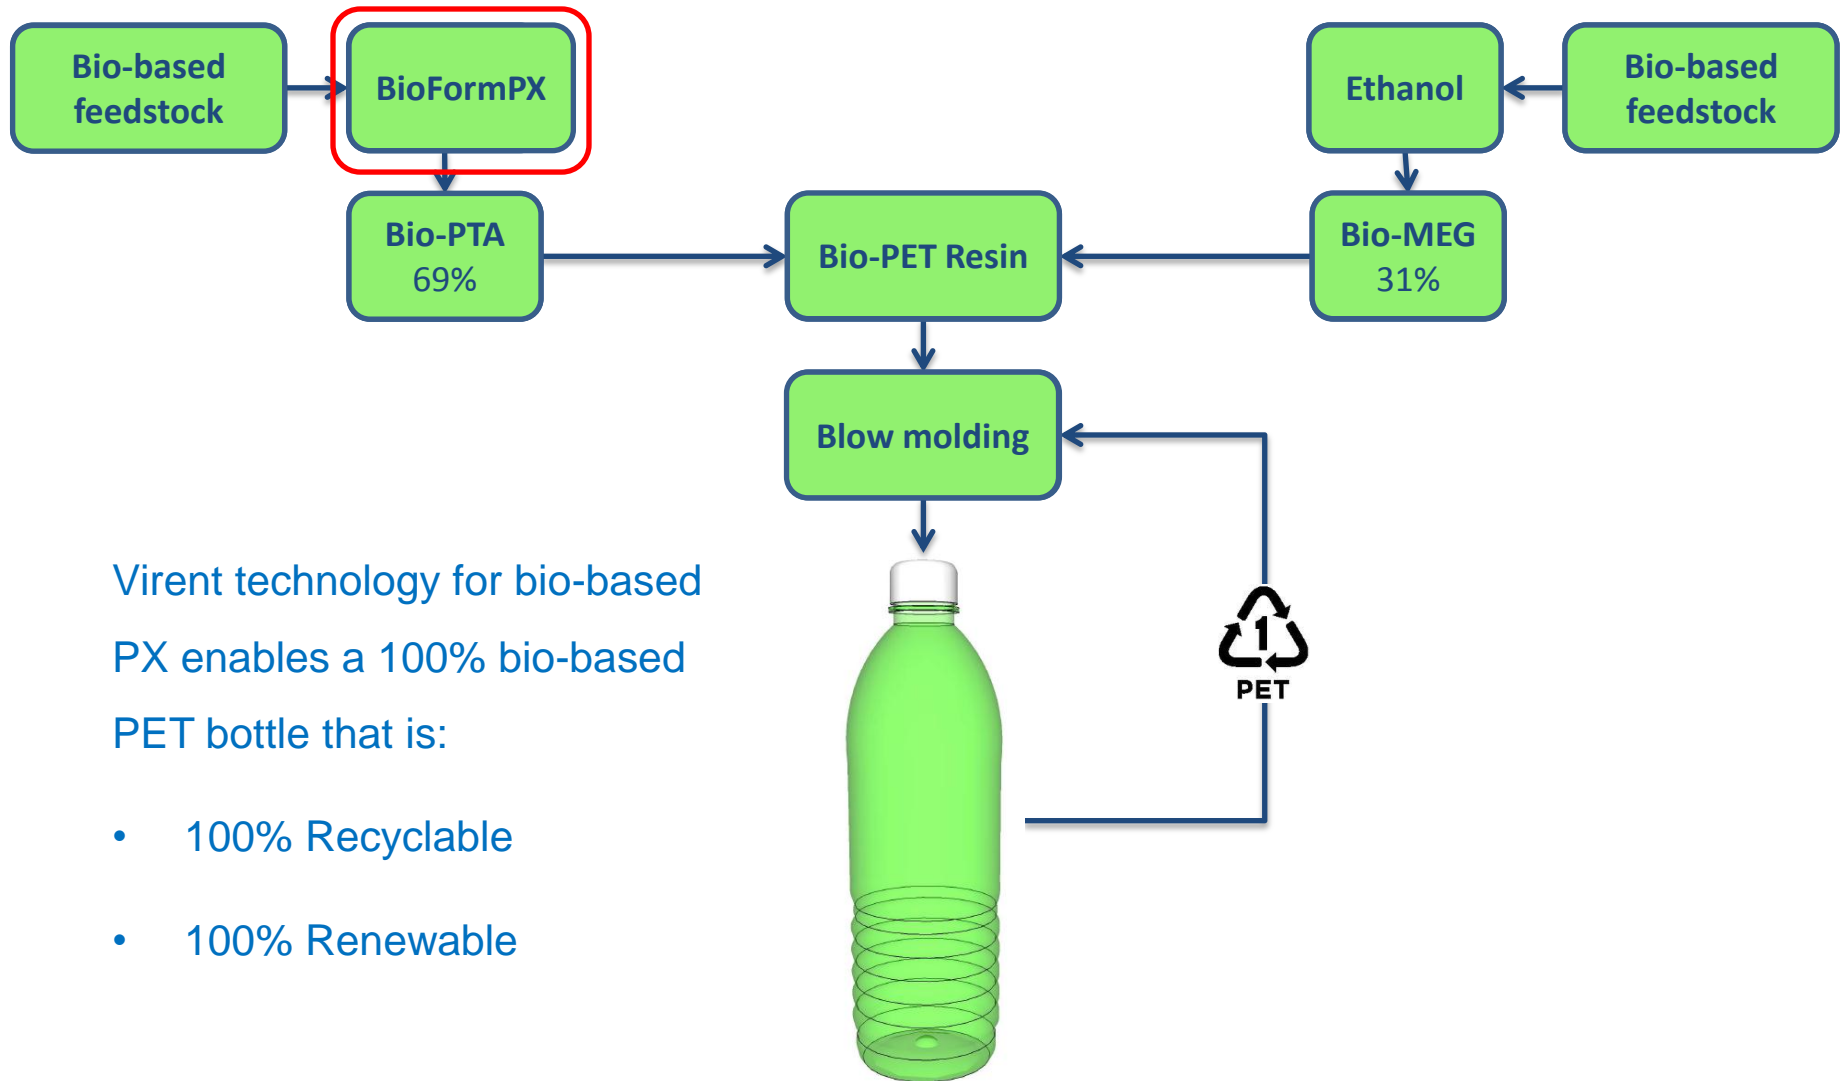 Bio-based
feedstock
BioFormPX
Ethanol
Bio-based
feedstock
Bio-PTA
69%
Bio-PET Resin
Bio-MEG
31%
Blow molding
Virent technology for bio-based
PX enables a 100% bio-based
PET bottle that is:
• 100% Recyclable
• 100% Renewable
1
PET